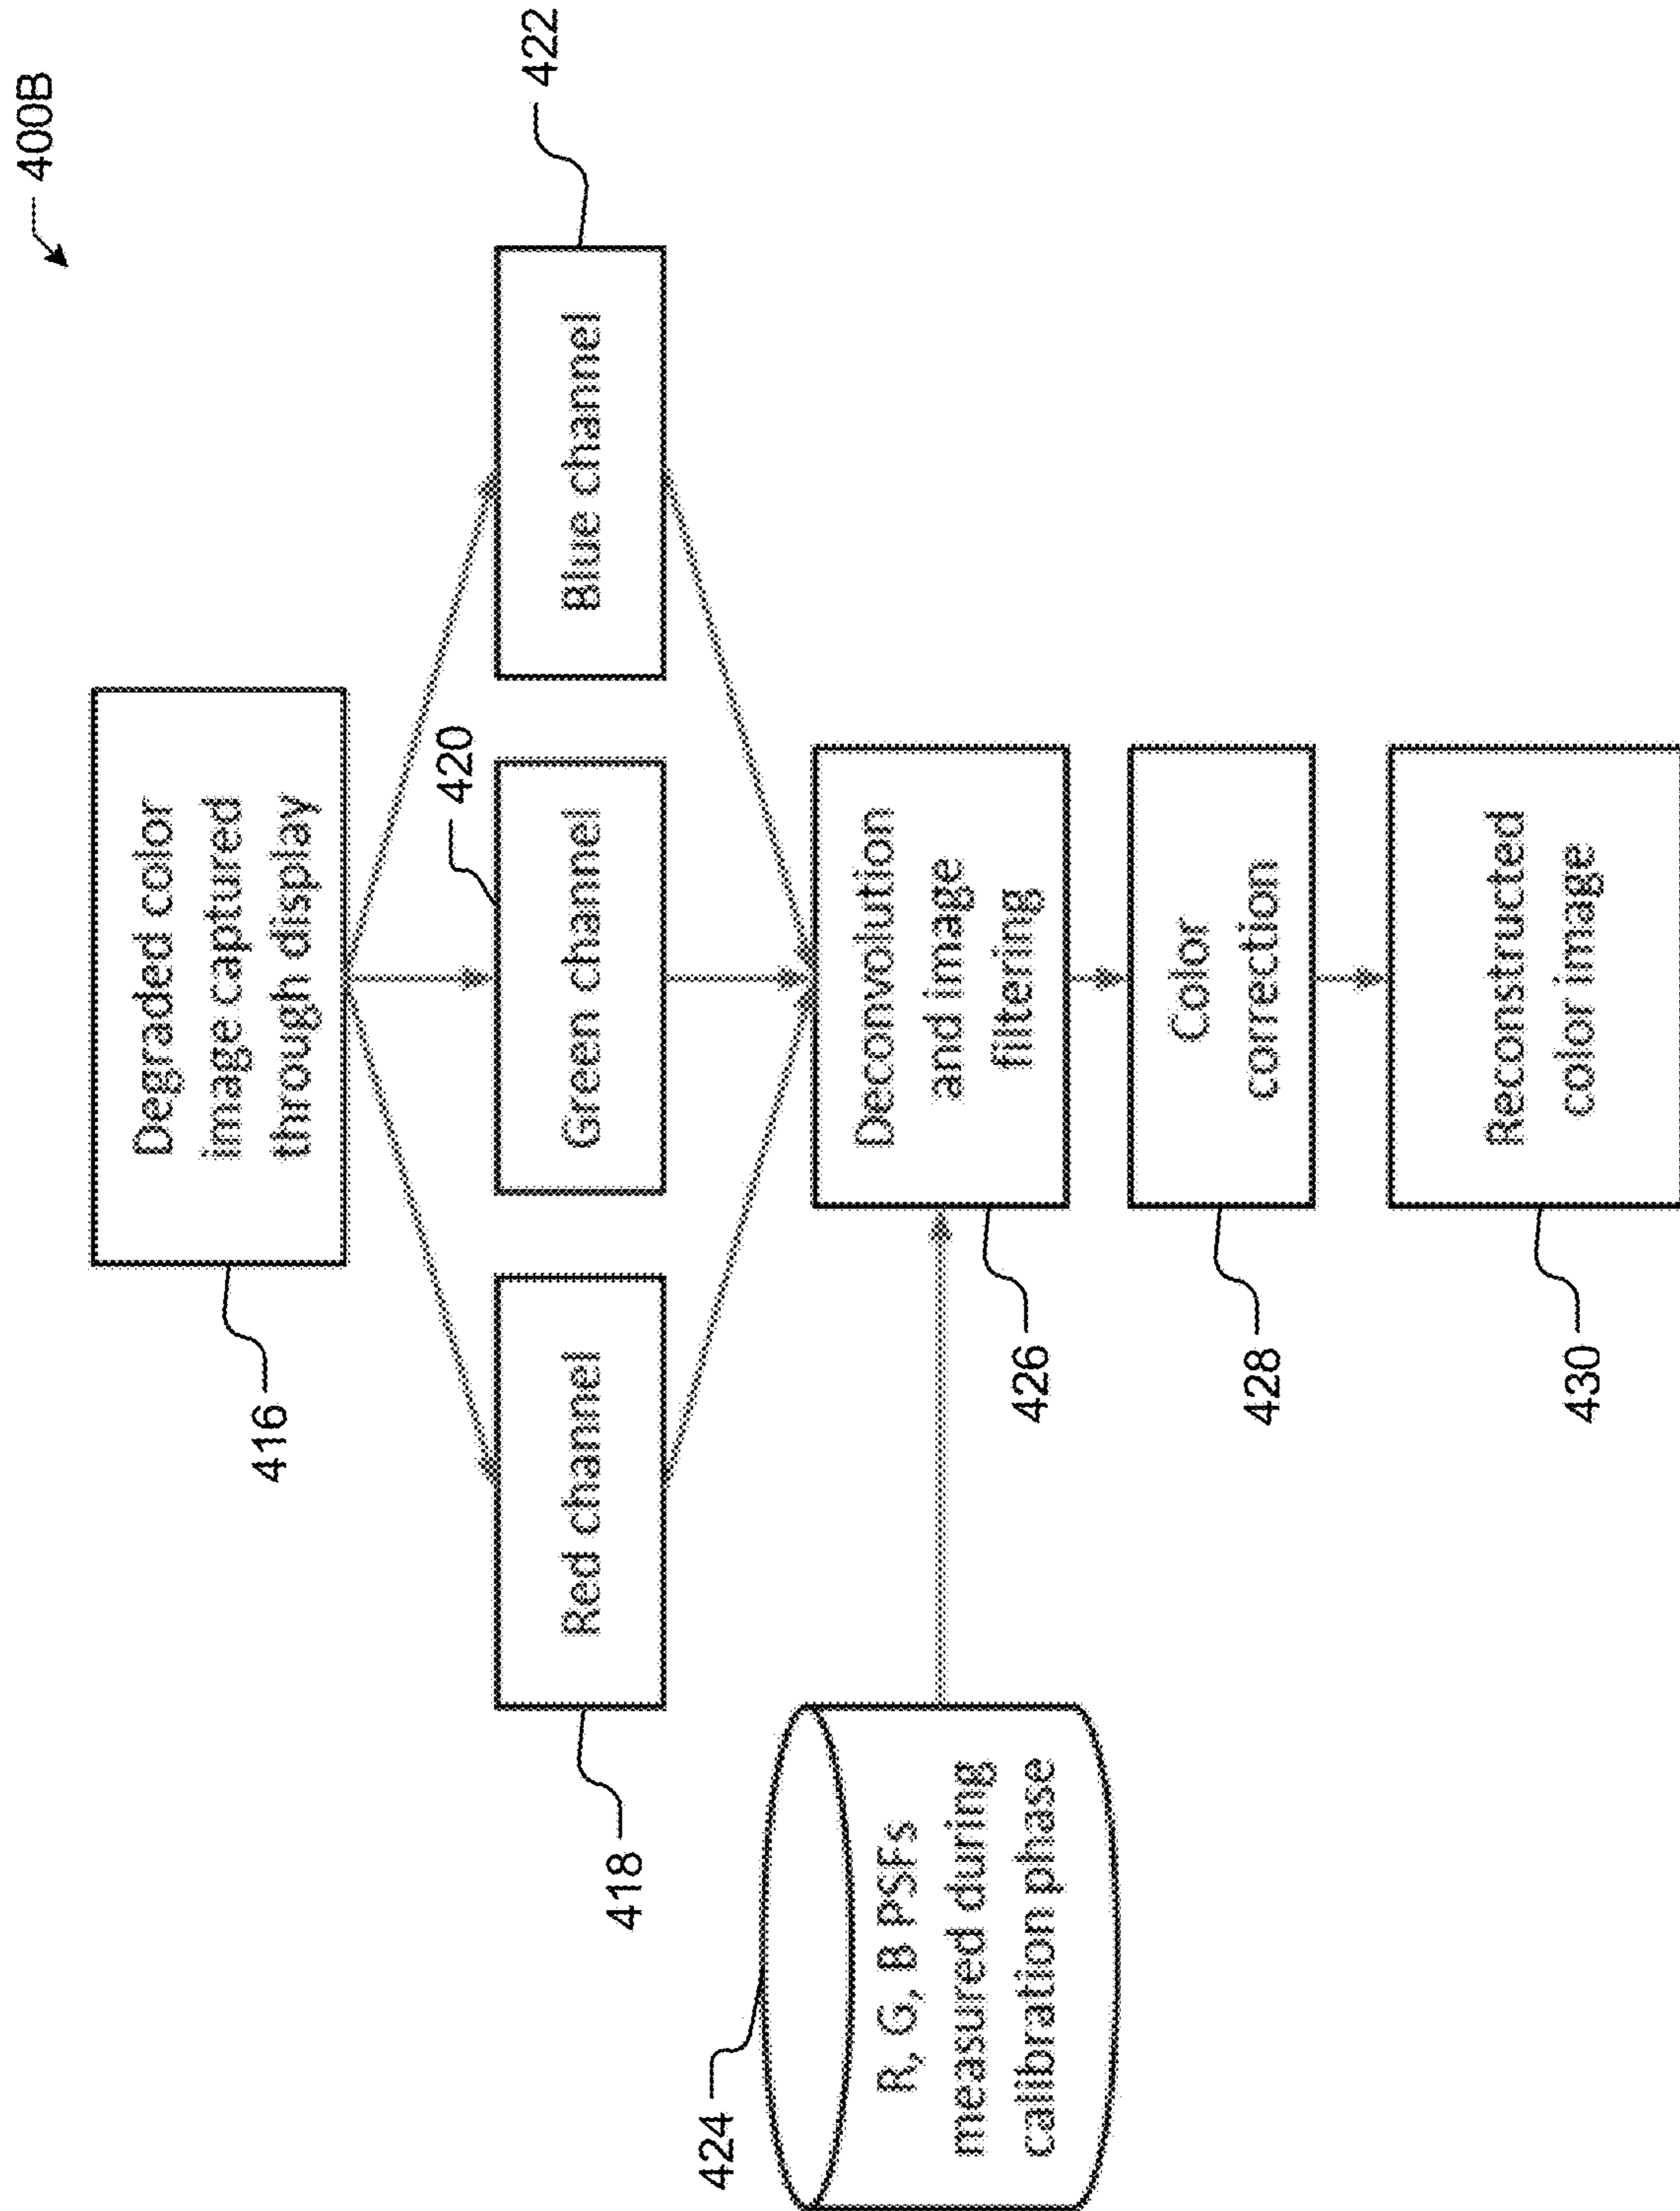 400B
Degraded color
image captured
through display
416
Red channel
418
Green channel
420
Blue channel
422
R, G, B PSFs
measured during
calibration phase
424
Deconvolution
and image
filtering
426
Color
correction
428
Reconstructed
color image
430